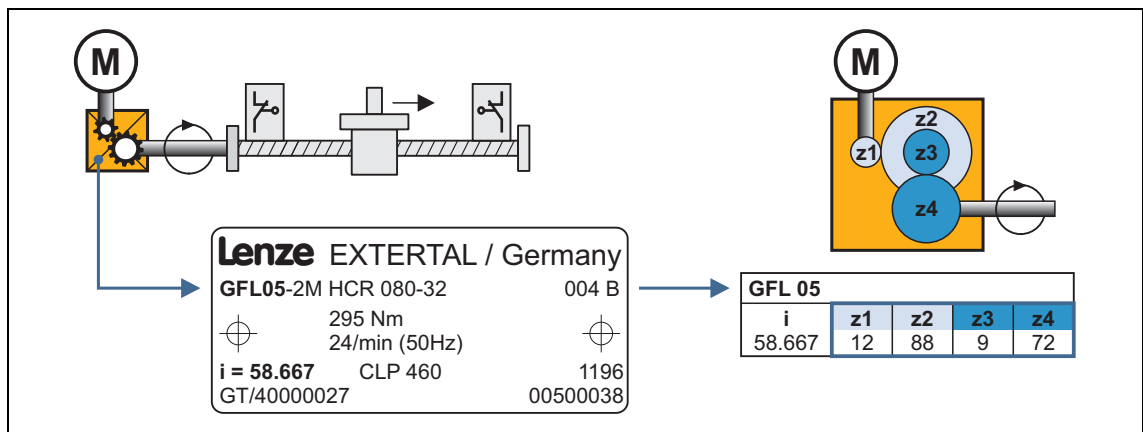 M
M
z1
z2
z3
z4
Lenze EXTERTAL / Germany
GFL05-2M HCR 080-32 004 B
295 Nm
24/min (50Hz)
i = 58.667 CLP 460 1196
GT/40000027 00500038
GFL 05
i z1 z2 z3 z4
58.667 12 88 9 72